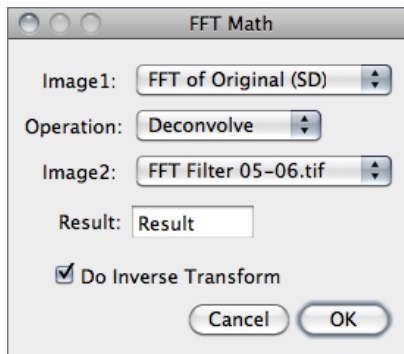 FFT Math
Image1: FFT of Original (SD)
Operation: Deconvolve
Image2: FFT Filter 05-06.tif
Result: Result
Do Inverse Transform
Cancel OK